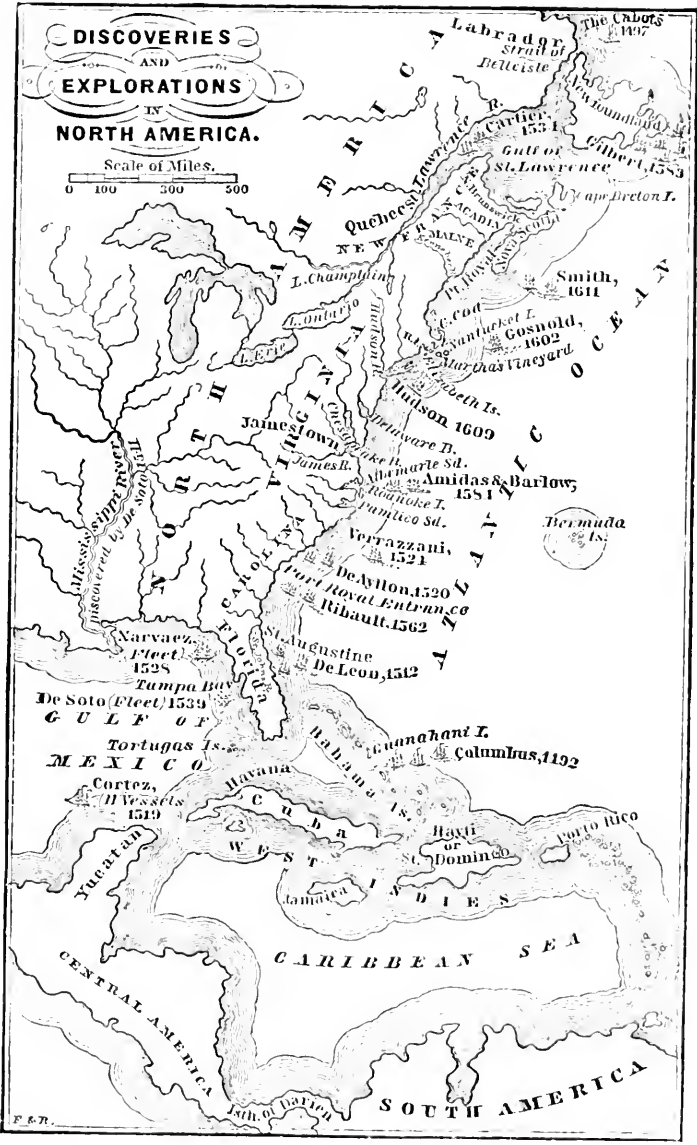 DISCOVERIES
AND
EXPLORATIONS
IN
NORTH AMERICA.
Scale of Miles.
0 100 300 500
Labrador
Strait of
Belleisle
The Cabots
1497
Newfoundland
Gilbert, 1583
Cartier,
1534
Gulf of
St. Lawrence
Cape Breton I.
St. Lawrence R.
Quebec
NEW FRANCE
N. Brunswick
ACADIA
MAINE
Kennebec
Nova Scotia
Pt. Royal
L. Champlain
L. Ontario
L. Erie
Hudson R.
Smith,
1614
C. Cod
Nantucket I.
Gosnold,
1602
Martha's Vineyard
Elizabeth Is.
Hudson 1609
NORTH AMERICA
VIRGINIA
Jamestown
James R.
Chesapeake B.
Delaware B.
Albemarle Sd.
Amidas & Barlow,
1584
Roanoke I.
Pamlico Sd.
ATLANTIC OCEAN
Bermuda
Is.
Verrazzani,
1524
CAROLINA
De Ayllon, 1520
Port Royal Entrance
Ribault, 1562
Mississippi River
Discovered by De Soto 1541
Narvaez,
(Fleet)
1528
Florida
St. Augustine
De Leon, 1512
Tampa Bay
De Soto (Fleet) 1539
GULF OF
MEXICO
Tortugas Is.
Bahama Is.
Guanahani I.
Columbus, 1492
Cortez,
11 Vessels
1519
Havana
Cuba
Yucatan
WEST INDIES
Hayti
or
St. Domingo
Porto Rico
Jamaica
CARIBBEAN SEA
CENTRAL AMERICA
Isth. of Darien
SOUTH AMERICA